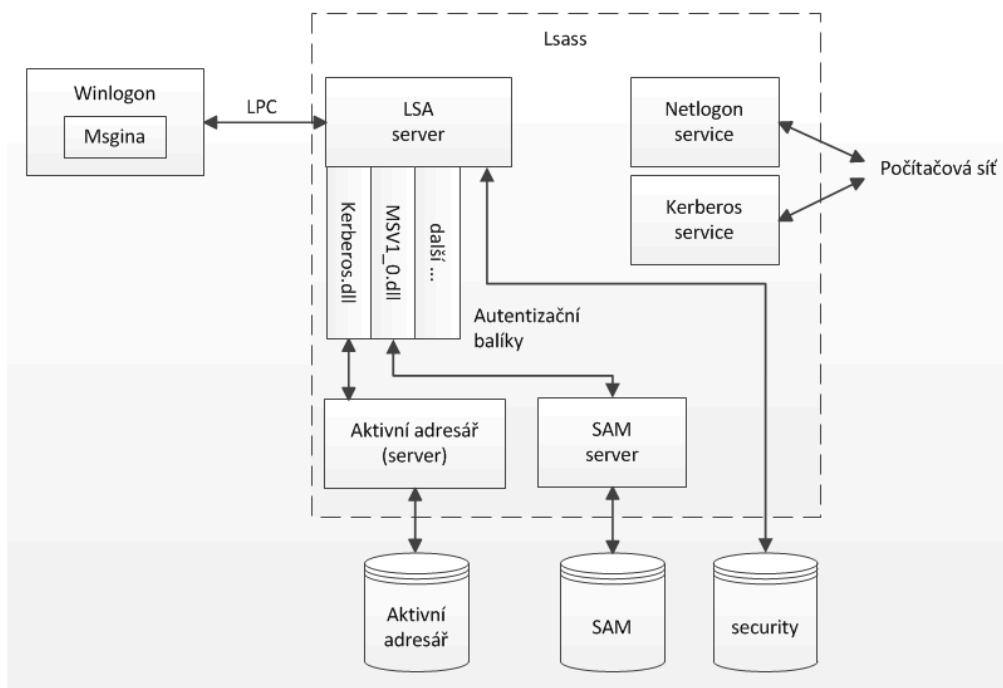 Lsass
Winlogon
Msgina
LPC
LSA
server
Netlogon
service
Kerberos
service
Počítačová síť
Kerberos.dll
MSV1_0.dll
další ...
Autentizační
balíky
Aktivní adresář
(server)
SAM
server
Aktivní
adresář
SAM
security